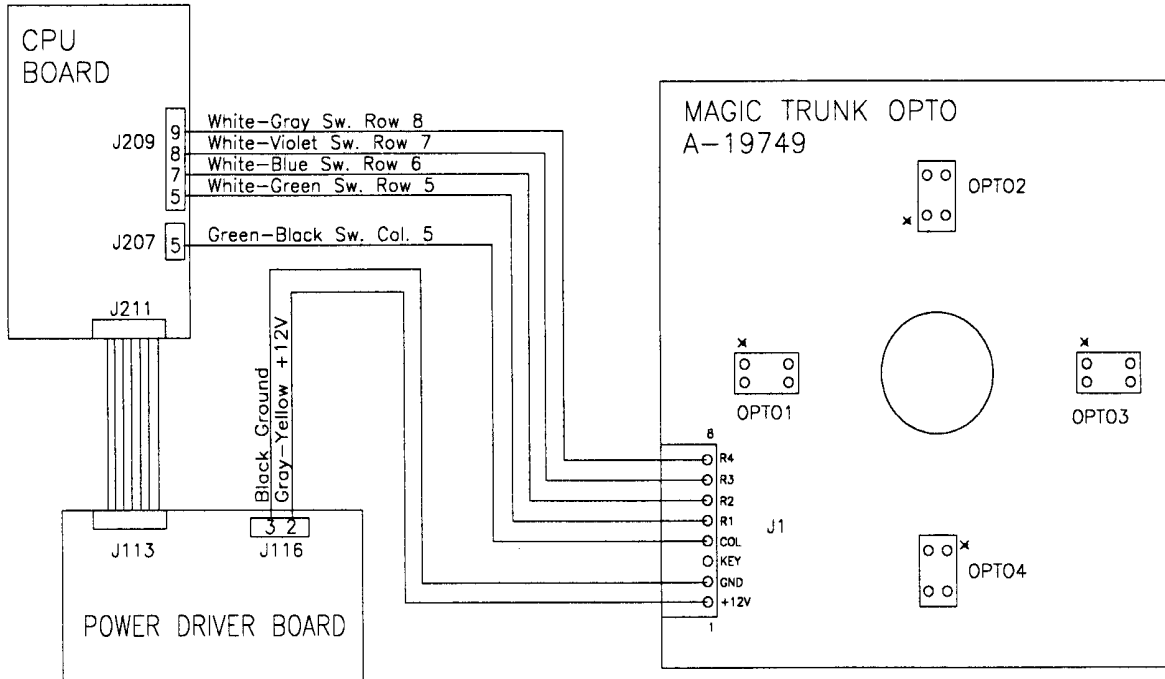 CPU
BOARD
J209
9
8
7
5
White-Gray Sw. Row 8
White-Violet Sw. Row 7
White-Blue Sw. Row 6
White-Green Sw. Row 5
J207
5
Green-Black Sw. Col. 5
J211
Black Ground
Gray-Yellow +12V
3 2
J113
J116
POWER DRIVER BOARD
MAGIC TRUNK OPTO
A-19749
OPTO2
OPTO1
OPTO3
8
R4
R3
R2
R1
COL
KEY
GND
+12V
1
J1
OPTO4